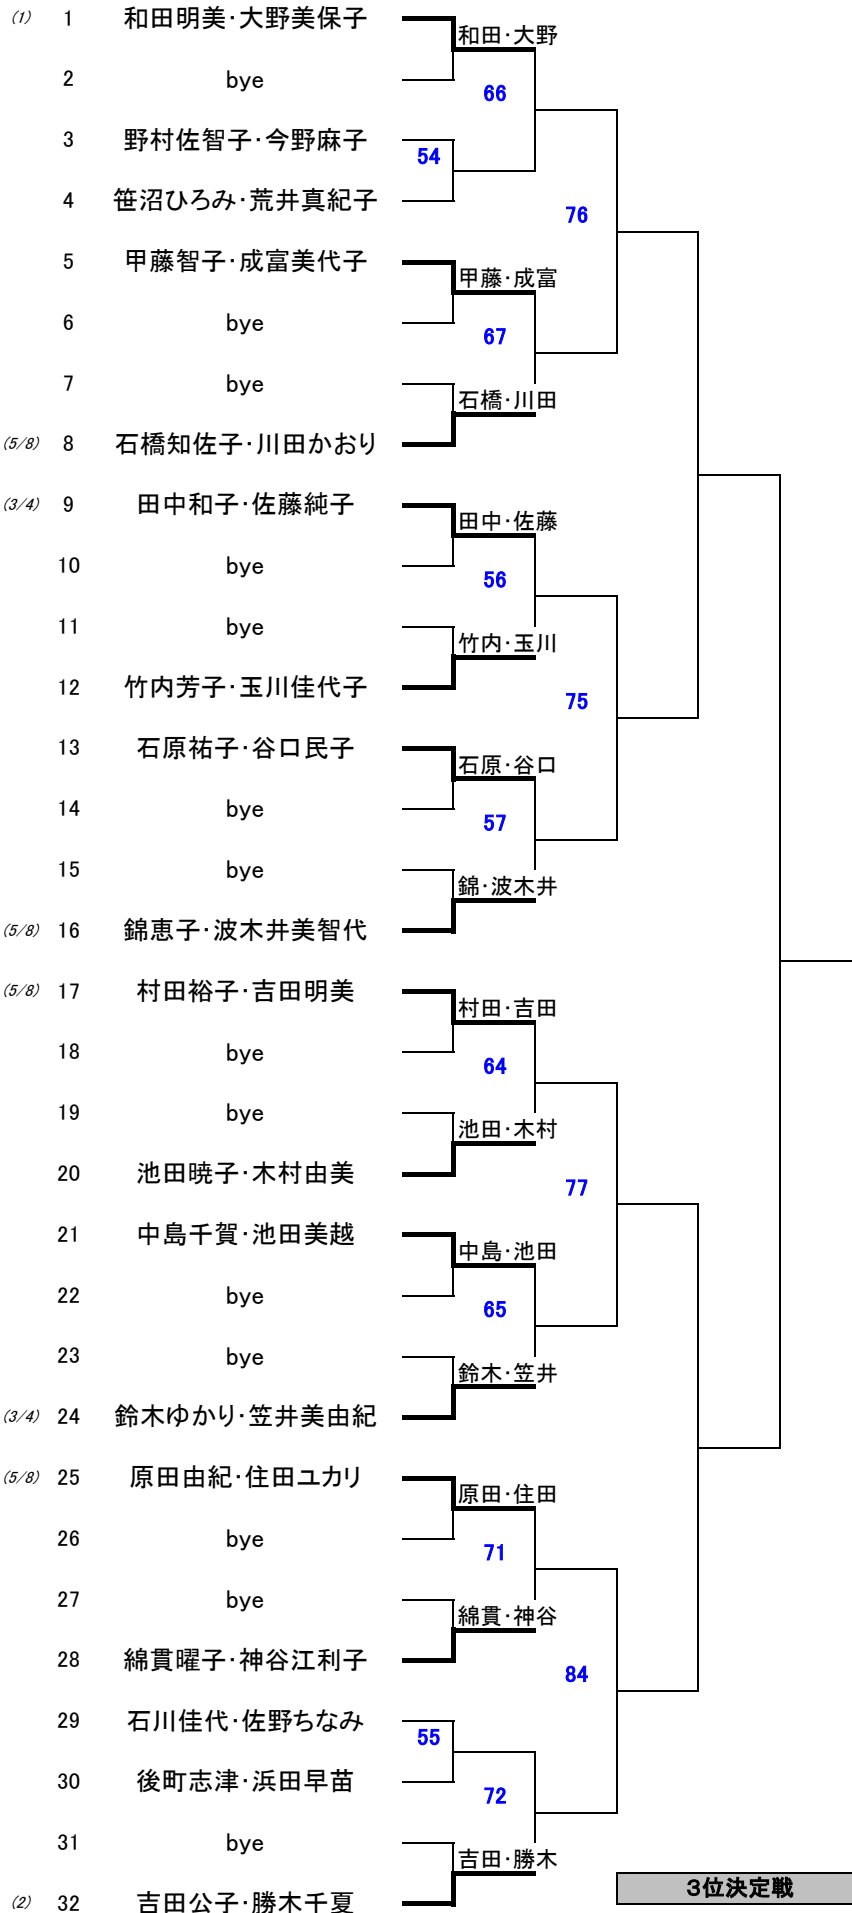 (1) 1 和田明美･大野美保子
和田･大野
2 bye
66
3 野村佐智子･今野麻子
54
4 笹沼ひろみ･荒井真紀子
76
5 甲藤智子･成富美代子
甲藤･成富
6 bye
67
7 bye
石橋･川田
(5/8) 8 石橋知佐子･川田かおり
(3/4) 9 田中和子･佐藤純子
田中･佐藤
10 bye
56
11 bye
竹内･玉川
12 竹内芳子･玉川佳代子
75
13 石原祐子･谷口民子
石原･谷口
14 bye
57
15 bye
錦･波木井
(5/8) 16 錦恵子･波木井美智代
(5/8) 17 村田裕子･吉田明美
村田･吉田
18 bye
64
19 bye
池田･木村
20 池田暁子･木村由美
77
21 中島千賀･池田美越
中島･池田
22 bye
65
23 bye
鈴木･笠井
(3/4) 24 鈴木ゆかり･笠井美由紀
(5/8) 25 原田由紀･住田ユカリ
原田･住田
26 bye
71
27 bye
綿貫･神谷
28 綿貫曜子･神谷江利子
84
29 石川佳代･佐野ちなみ
55
30 後町志津･浜田早苗
72
31 bye
吉田･勝木
3位決定戦
(2) 32 吉田公子･勝木千夏